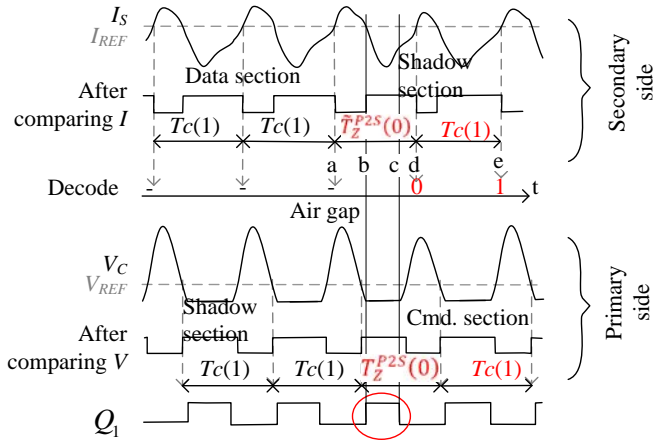 I_S
I_REF
Data section
Shadow section
After comparing I
Tc(1) Tc(1) T̃_Z^{P2S}(0) Tc(1)
a b c d e
Decode - - - 0 1 t
Air gap
Secondary side
V_C
V_REF
Shadow section
Cmd. section
After comparing V
Tc(1) Tc(1) T_Z^{P2S}(0) Tc(1)
Q_1
Primary side